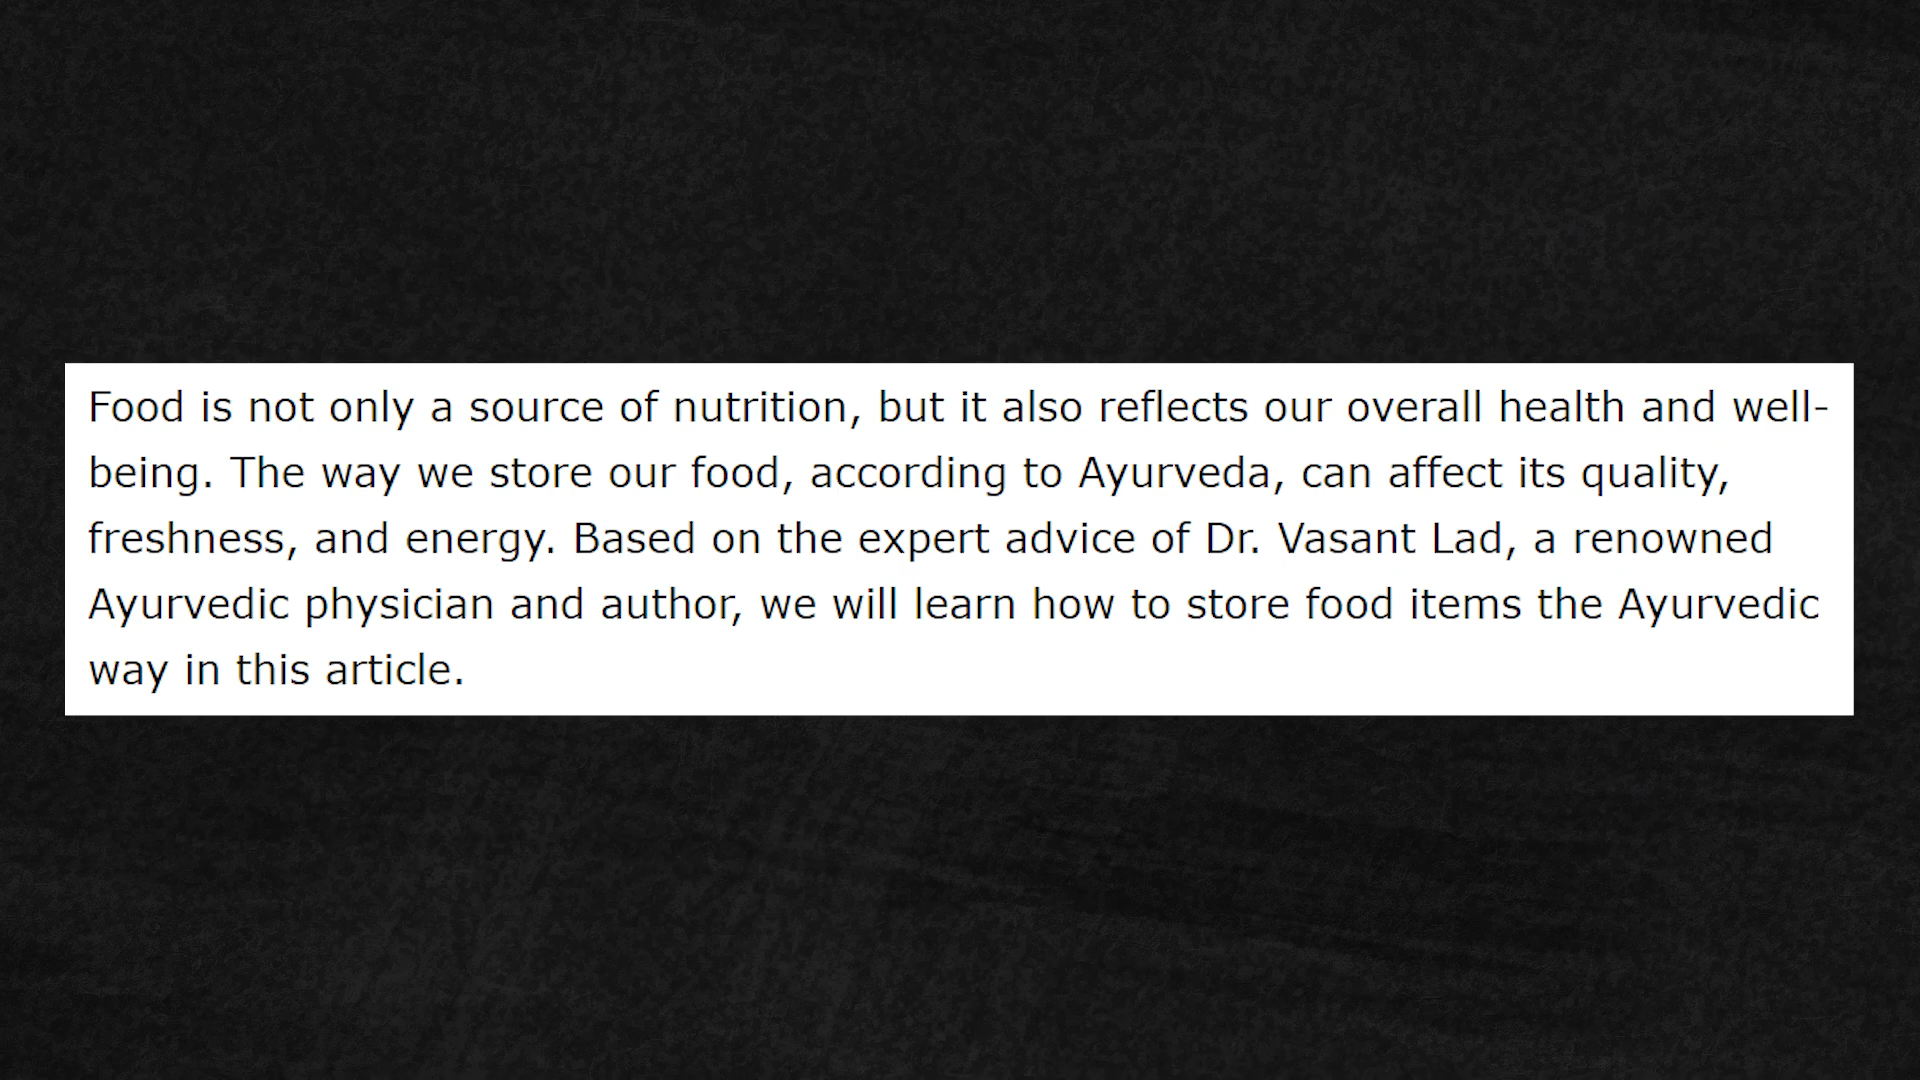 Food is not only a source of nutrition, but it also reflects our overall health and well-
being. The way we store our food, according to Ayurveda, can affect its quality,
freshness, and energy. Based on the expert advice of Dr. Vasant Lad, a renowned
Ayurvedic physician and author, we will learn how to store food items the Ayurvedic
way in this article.